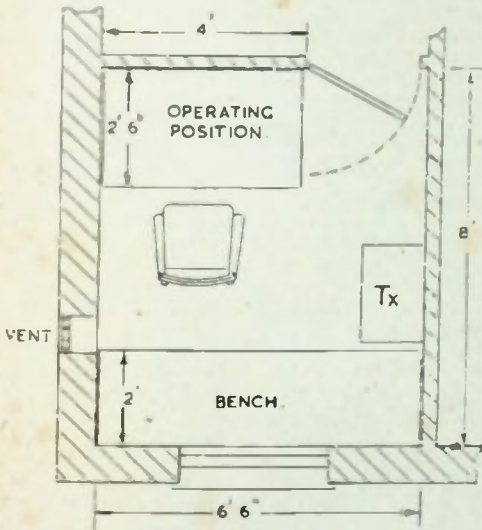 4'
2' 6"
OPERATING
POSITION.
8'
Tx
VENT
2'
BENCH.
6' 6"